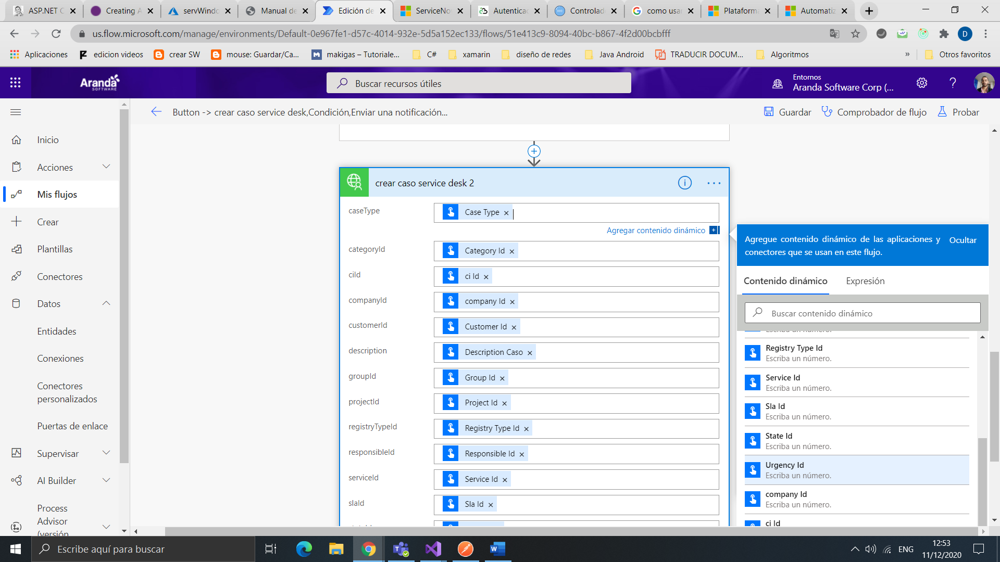 ASP.NET C
Creating A
servWindo
Manual de
Edición de
ServiceNo
Autentica
Controlad
como usar
Plataform
Automatiz
us.flow.microsoft.com/manage/environments/Default-0e967fe1-d57c-4014-932e-5d5a152ec133/flows/51e413c9-8094-40bc-b867-4f2d00bcbfff
D
Aplicaciones
edicion videos
crear SW
mouse: Guardar/Ca...
makigas – Tutoriale...
C#
xamarin
diseño de redes
Java Android
TRADUCIR DOCUM...
Algoritmos
»
Otros favoritos
Aranda
SOFTWARE
Buscar recursos útiles
Entornos
Aranda Software Corp (...
Button -> crear caso service desk,Condición,Enviar una notificación...
Guardar
Comprobador de flujo
Probar
Inicio
Acciones
Mis flujos
Crear
Plantillas
Conectores
Datos
Entidades
Conexiones
Conectores
personalizados
Puertas de enlace
Supervisar
AI Builder
Process
Advisor
(versión
crear caso service desk 2
caseType
Case Type
Agregar contenido dinámico
categoryId
Category Id
ciId
ci Id
companyId
company Id
customerId
Customer Id
description
Description Caso
groupId
Group Id
projectId
Project Id
registryTypeId
Registry Type Id
responsibleId
Responsible Id
serviceId
Service Id
slaId
Sla Id
Agregue contenido dinámico de las aplicaciones y
conectores que se usan en este flujo.
Ocultar
Contenido dinámico
Expresión
Buscar contenido dinámico
Escriba un número.
Registry Type Id
Escriba un número.
Service Id
Escriba un número.
Sla Id
Escriba un número.
State Id
Escriba un número.
Urgency Id
Escriba un número.
company Id
Escriba un número.
ci Id
Escribe aquí para buscar
ENG
12:53
11/12/2020